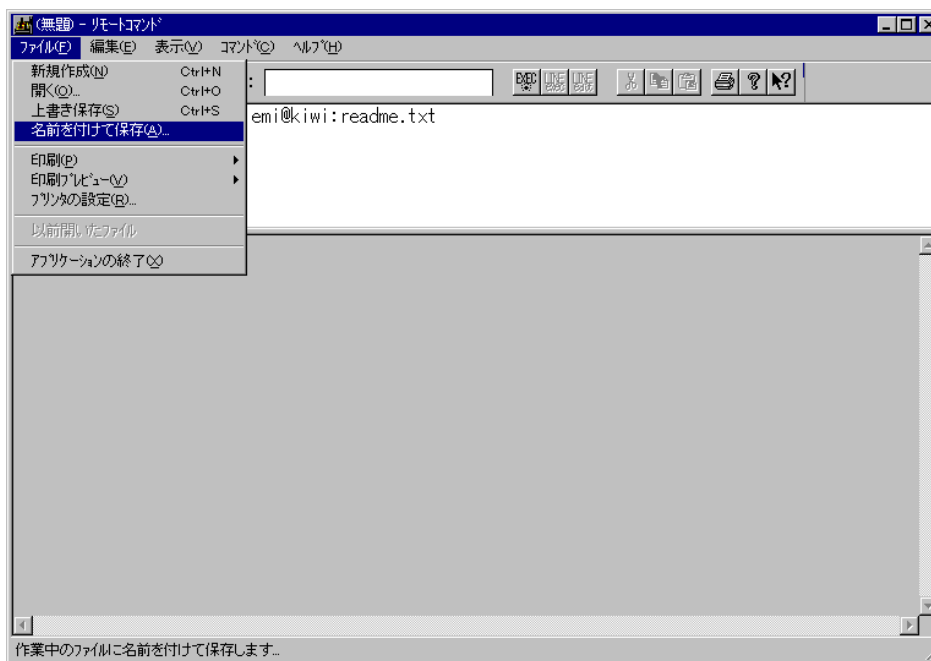 (無題) - ﾘﾓｰﾄｺﾏﾝﾄﾞ
ﾌｧｲﾙ(F) 編集(E) 表示(V) ｺﾏﾝﾄﾞ(C) ﾍﾙﾌﾟ(H)
新規作成(N) Ctrl+N
開く(O)... Ctrl+O
上書き保存(S) Ctrl+S
名前を付けて保存(A)...
印刷(P)
印刷ﾌﾟﾚﾋﾞｭｰ(V)
ﾌﾟﾘﾝﾀの設定(R)...
以前開いたﾌｧｲﾙ
ｱﾌﾟﾘｹｰｼｮﾝの終了(X)
:
EXEC LINE EXEC LINE EDIT
emi@kiwi:readme.txt
作業中のﾌｧｲﾙに名前を付けて保存します...